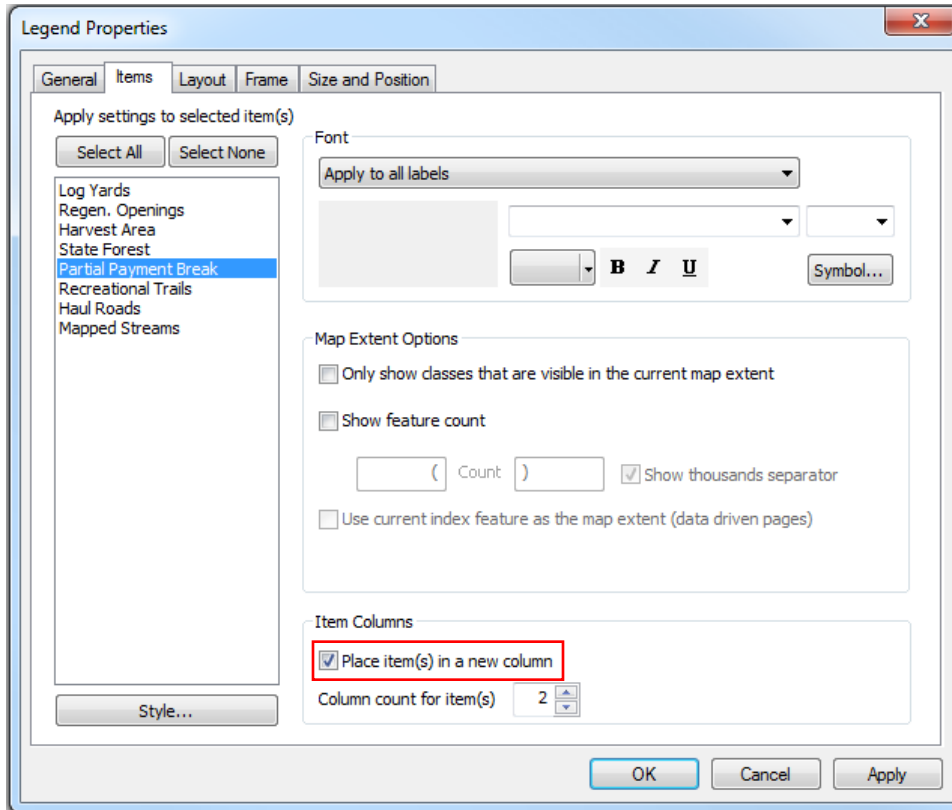 Legend Properties
General Items Layout Frame Size and Position
Apply settings to selected item(s)
Select All Select None
Log Yards
Regen. Openings
Harvest Area
State Forest
Partial Payment Break
Recreational Trails
Haul Roads
Mapped Streams
Style...
Font
Apply to all labels
B I U
Symbol...
Map Extent Options
Only show classes that are visible in the current map extent
Show feature count
( Count ) Show thousands separator
Use current index feature as the map extent (data driven pages)
Item Columns
Place item(s) in a new column
Column count for item(s) 2
OK Cancel Apply